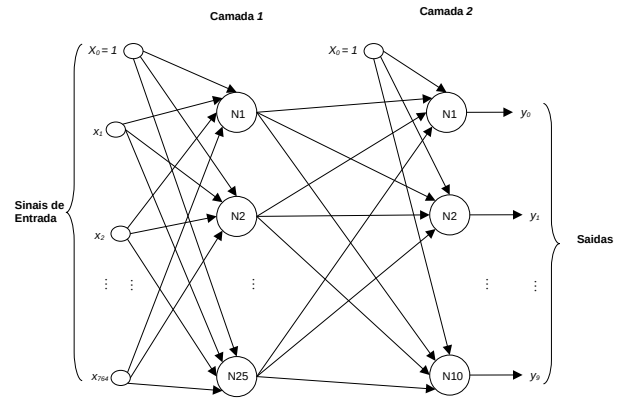 Camada 1
Camada 2
X0 = 1
X0 = 1
N1
N1
y0
x1
Sinais de
Entrada
N2
N2
y1
x2
Saidas
x764
N25
N10
y9